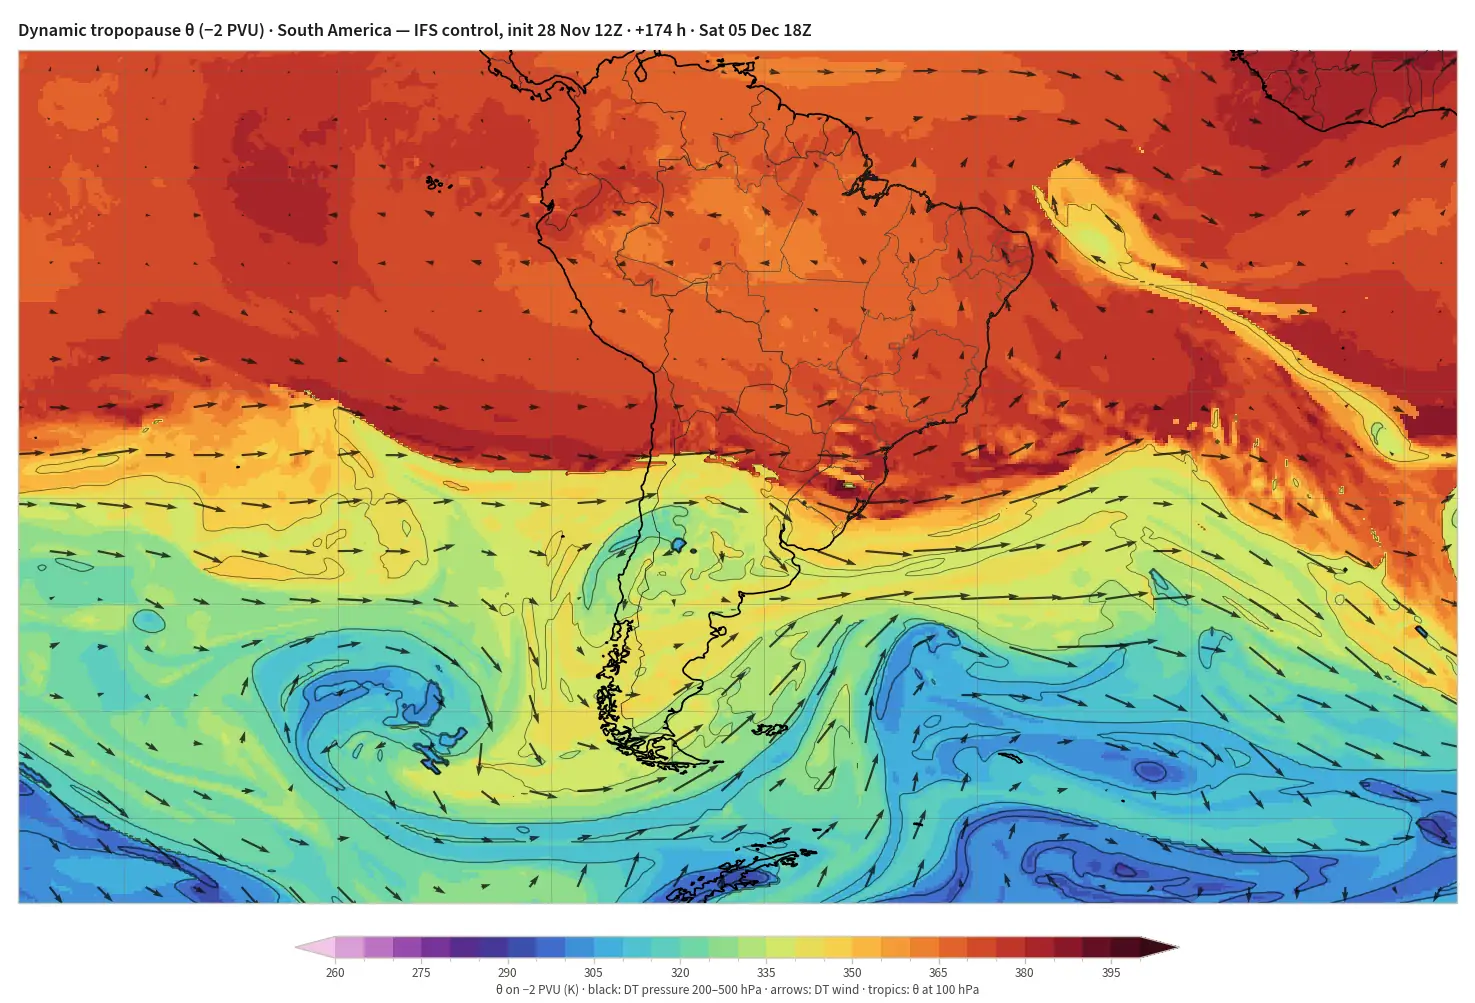 Dynamic tropopause θ (−2 PVU) · South America — IFS control, init 28 Nov 12Z · +174 h · Sat 05 Dec 18Z
260 275 290 305 320 335 350 365 380 395
θ on −2 PVU (K) · black: DT pressure 200–500 hPa · arrows: DT wind · tropics: θ at 100 hPa